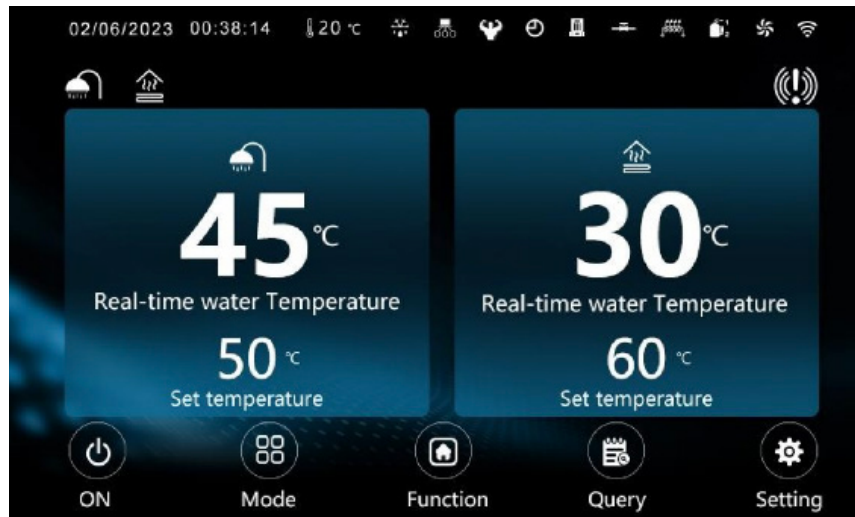 02/06/2023 00:38:14 20 ℃
45 ℃
Real-time water Temperature
50 ℃
Set temperature
30 ℃
Real-time water Temperature
60 ℃
Set temperature
ON
Mode
Function
Query
Setting